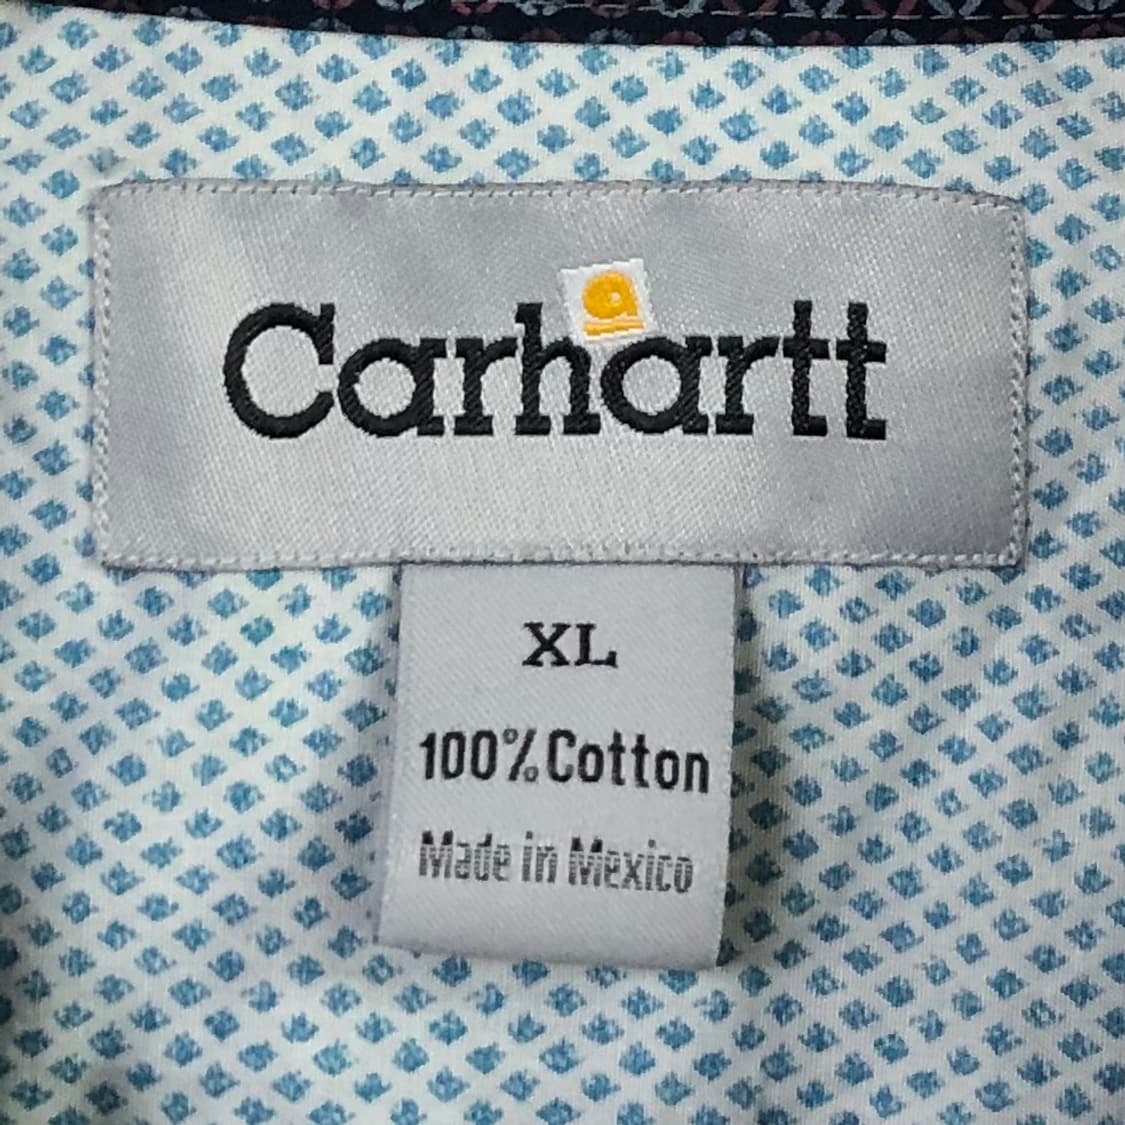 Carhartt
XL
100% Cotton
Made in Mexico